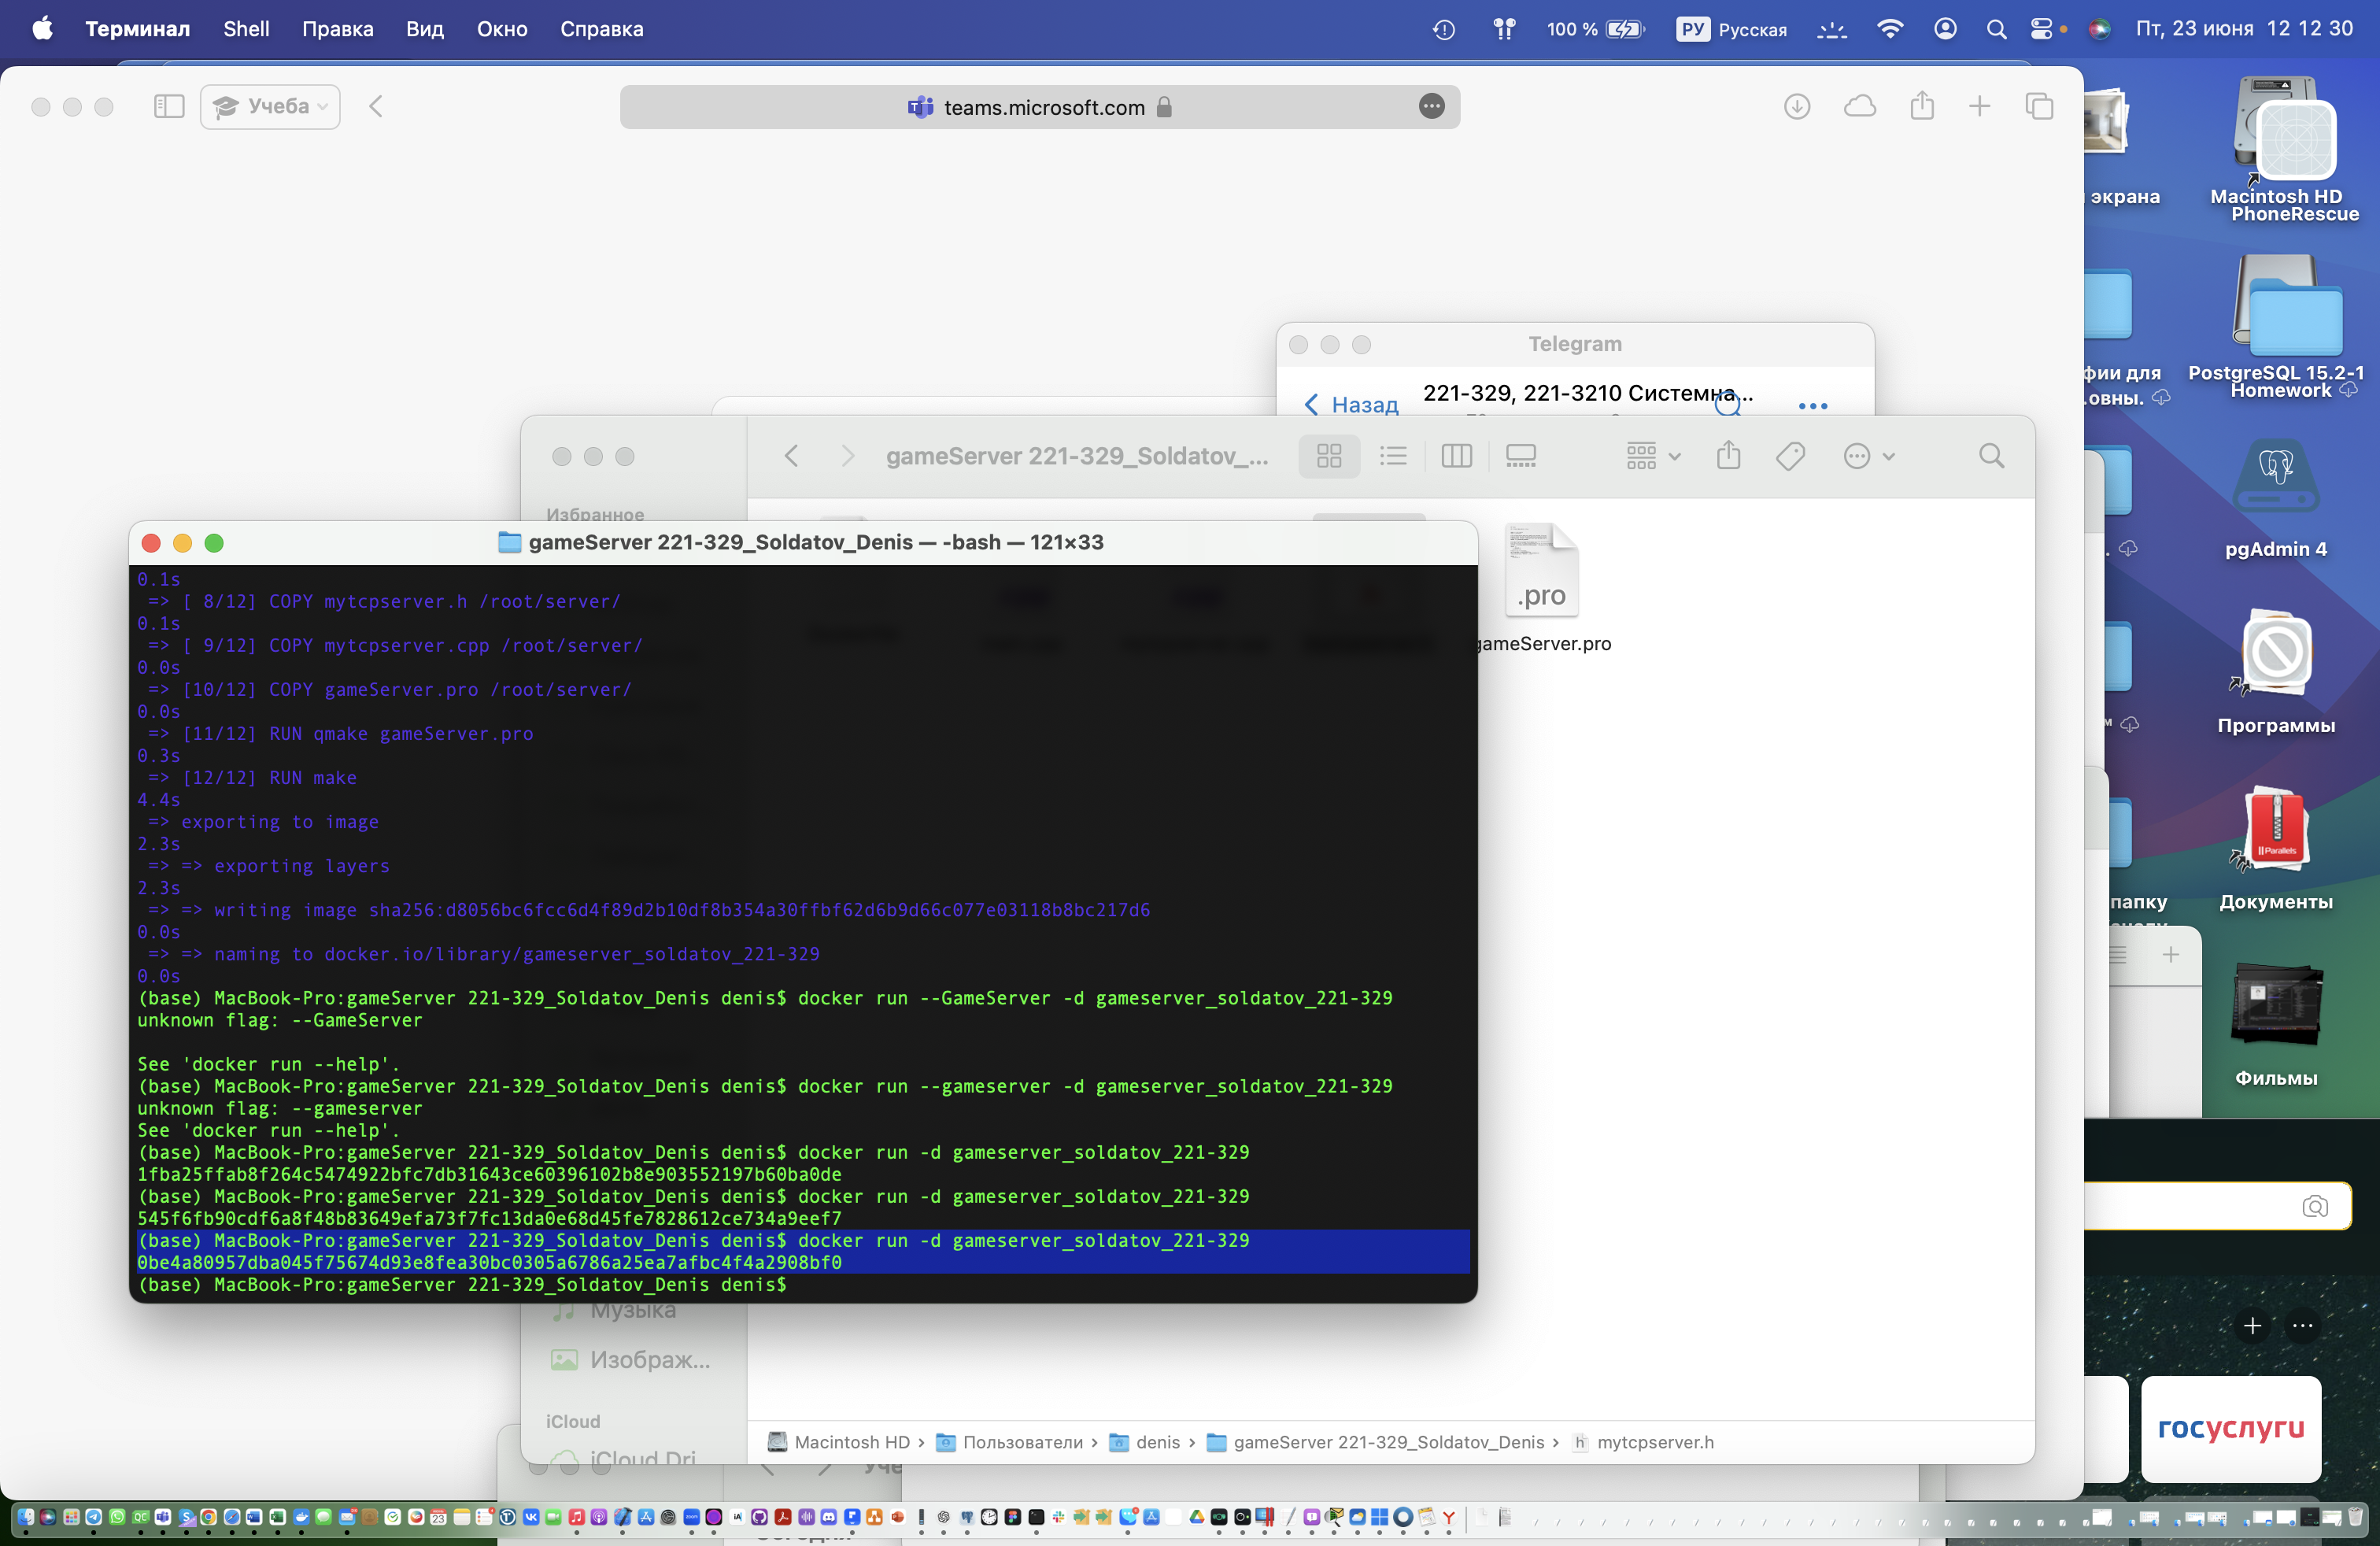 Терминал Shell Правка Вид Окно Справка 100 % РУ Русская Пт, 23 июня 12 12 30
Учеба teams.microsoft.com
экрана
Macintosh HD
PhoneRescue
Telegram
Назад 221-329, 221-3210 Системна...
фии для
.овны.
PostgreSQL 15.2-1
Homework
gameServer 221-329_Soldatov_...
Избранное
pgAdmin 4
gameServer 221-329_Soldatov_Denis — -bash — 121×33
.pro
gameServer.pro
0.1s
=> [ 8/12] COPY mytcpserver.h /root/server/
0.1s
=> [ 9/12] COPY mytcpserver.cpp /root/server/
0.0s
=> [10/12] COPY gameServer.pro /root/server/
0.0s
=> [11/12] RUN qmake gameServer.pro
0.3s
=> [12/12] RUN make
4.4s
=> exporting to image
2.3s
=> => exporting layers
2.3s
=> => writing image sha256:d8056bc6fcc6d4f89d2b10df8b354a30ffbf62d6b9d66c077e03118b8bc217d6
0.0s
=> => naming to docker.io/library/gameserver_soldatov_221-329
0.0s
(base) MacBook-Pro:gameServer 221-329_Soldatov_Denis denis$ docker run --GameServer -d gameserver_soldatov_221-329
unknown flag: --GameServer
See 'docker run --help'.
(base) MacBook-Pro:gameServer 221-329_Soldatov_Denis denis$ docker run --gameserver -d gameserver_soldatov_221-329
unknown flag: --gameserver
See 'docker run --help'.
(base) MacBook-Pro:gameServer 221-329_Soldatov_Denis denis$ docker run -d gameserver_soldatov_221-329
1fba25ffab8f264c5474922bfc7db31643ce60396102b8e903552197b60ba0de
(base) MacBook-Pro:gameServer 221-329_Soldatov_Denis denis$ docker run -d gameserver_soldatov_221-329
545f6fb90cdf6a8f48b83649efa73f7fc13da0e68d45fe7828612ce734a9eef7
(base) MacBook-Pro:gameServer 221-329_Soldatov_Denis denis$ docker run -d gameserver_soldatov_221-329
0be4a80957dba045f75674d93e8fea30bc0305a6786a25ea7afbc4f4a2908bf0
(base) MacBook-Pro:gameServer 221-329_Soldatov_Denis denis$
Программы
Parallels
папку
Документы
Фильмы
Музыка
Изображ...
iCloud
iCloud Dri
Macintosh HD › Пользователи › denis › gameServer 221-329_Soldatov_Denis › mytcpserver.h
госуслуги